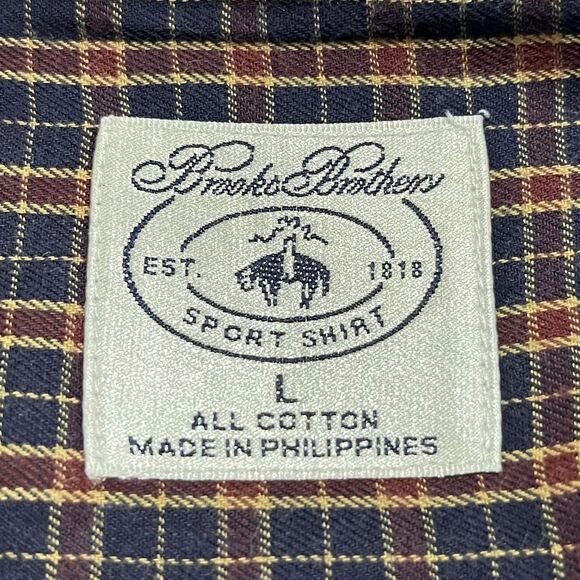 Brooks Brothers
EST. 1818
SPORT SHIRT
L
ALL COTTON
MADE IN PHILIPPINES